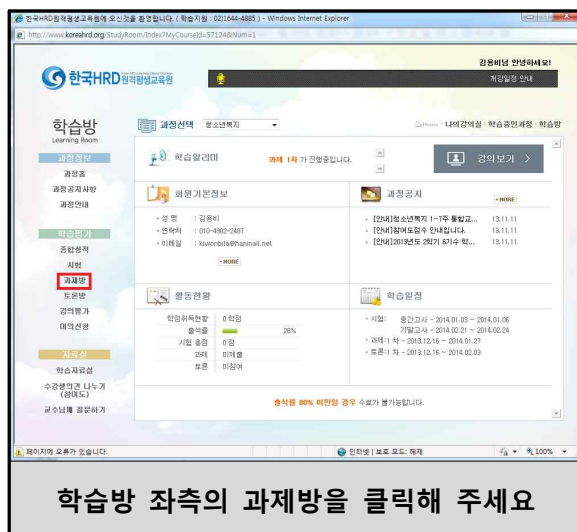 한국HRD원격평생교육원에 오신것을 환영합니다. ( 학습지원 : 02)1644-4885 ) - Windows Internet Explorer
http://www.koreahrd.org/StudyRoom/Index?MyCourseId=57124&Num=1
김용비님 안녕하세요!
한국HRD원격평생교육원
개강일정 안내
학습방
Learning Room
과정선택 청소년복지
Home > 나의강의실 > 학습중인과정 > 학습방
과정정보
과정홈
과정공지사항
과정안내
학습평가
종합성적
시험
과제방
토론방
강의평가
이의신청
자료실
학습자료실
수강생의견 나누기
(참여도)
교수님께 질문하기
학습알리미
과제 1차 가 진행중입니다.
강의보기 >
회원기본정보
• 성 명 : 김용비
• 연락처 : 010-4902-2487
• 이메일 : kiwonbila@hanmail.net
• MORE
과정공지
• MORE
• [안내]청소년복지 1~7주 통합교... 13.11.11
• [안내]참여도점수 안내입니다. 13.11.11
• [안내]2013년도 2학기 6기수 학... 13.11.11
활동현황
학점취득현황 0 학점
출석률 26%
시험 총점 0 점
과제 미제출
토론 미참여
학습일정
• 시험: 중간고사 - 2014.01.03 ~ 2014.01.06
기말고사 - 2014.02.21 ~ 2014.02.24
• 과제:1 차 - 2013.12.16 ~ 2014.01.27
• 토론:1 차 - 2013.12.16 ~ 2014.02.03
출석률 80% 미만일 경우 수료가 불가능합니다.
페이지에 오류가 있습니다.
인터넷 | 보호 모드: 해제
100%
학습방 좌측의 과제방을 클릭해 주세요